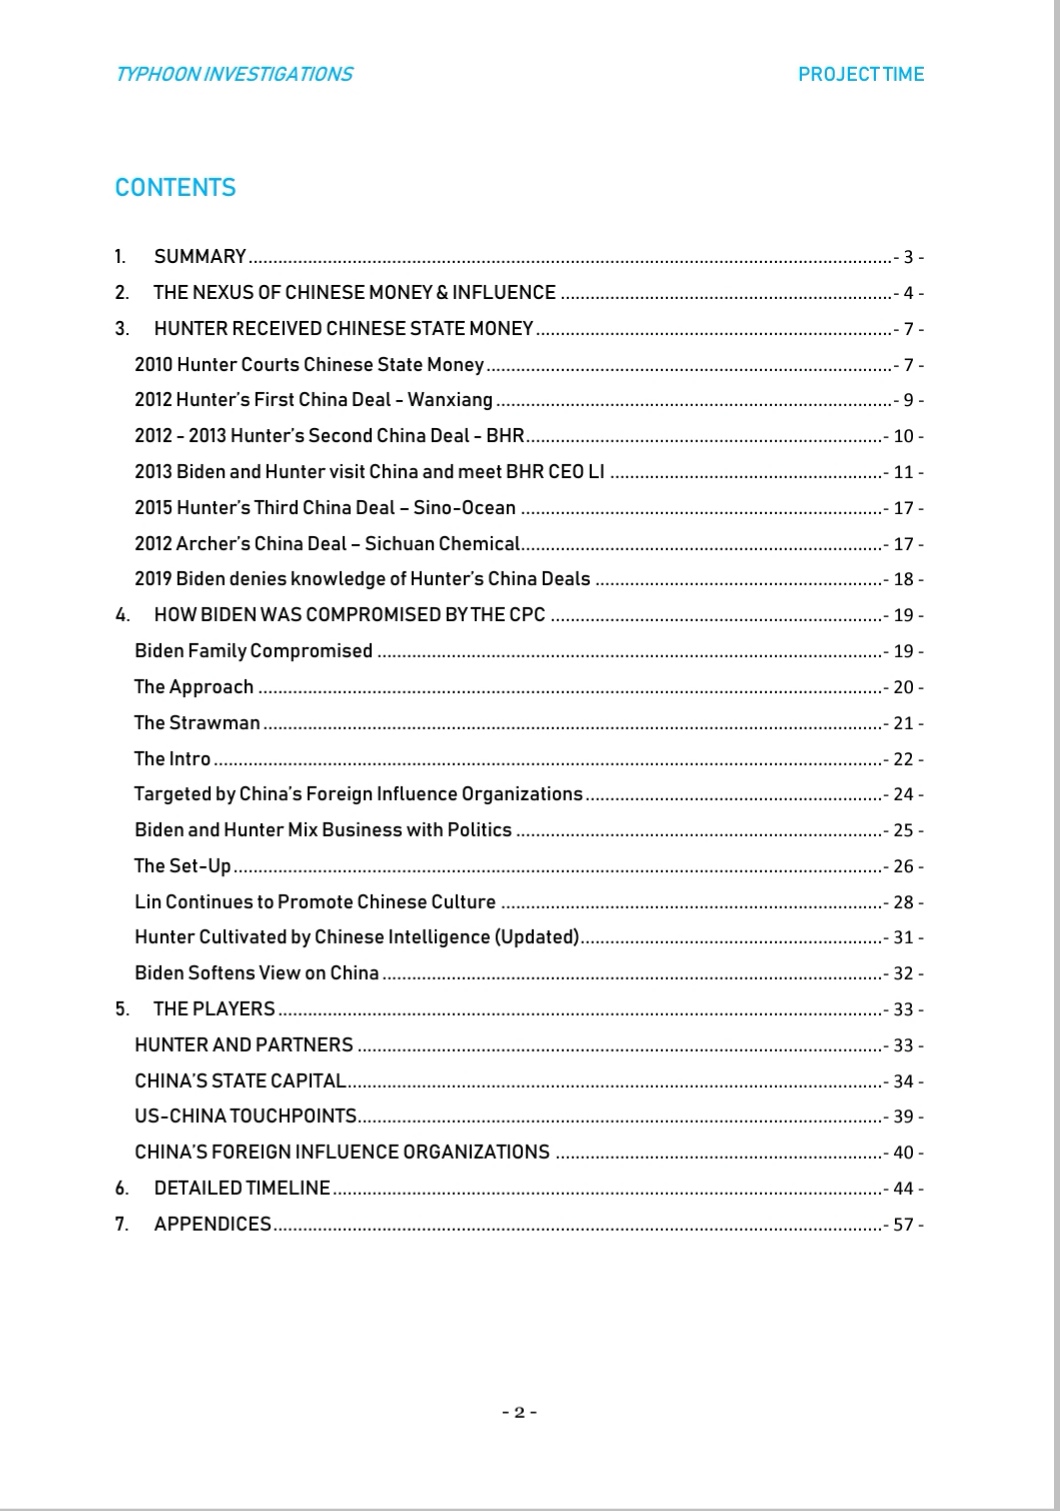 TYPHOON INVESTIGATIONS PROJECT TIME
CONTENTS
1. SUMMARY - 3 -
2. THE NEXUS OF CHINESE MONEY & INFLUENCE - 4 -
3. HUNTER RECEIVED CHINESE STATE MONEY - 7 -
2010 Hunter Courts Chinese State Money - 7 -
2012 Hunter's First China Deal - Wanxiang - 9 -
2012 - 2013 Hunter's Second China Deal - BHR - 10 -
2013 Biden and Hunter visit China and meet BHR CEO LI - 11 -
2015 Hunter's Third China Deal – Sino-Ocean - 17 -
2012 Archer's China Deal – Sichuan Chemical - 17 -
2019 Biden denies knowledge of Hunter's China Deals - 18 -
4. HOW BIDEN WAS COMPROMISED BY THE CPC - 19 -
Biden Family Compromised - 19 -
The Approach - 20 -
The Strawman - 21 -
The Intro - 22 -
Targeted by China's Foreign Influence Organizations - 24 -
Biden and Hunter Mix Business with Politics - 25 -
The Set-Up - 26 -
Lin Continues to Promote Chinese Culture - 28 -
Hunter Cultivated by Chinese Intelligence (Updated) - 31 -
Biden Softens View on China - 32 -
5. THE PLAYERS - 33 -
HUNTER AND PARTNERS - 33 -
CHINA'S STATE CAPITAL - 34 -
US-CHINA TOUCHPOINTS - 39 -
CHINA'S FOREIGN INFLUENCE ORGANIZATIONS - 40 -
6. DETAILED TIMELINE - 44 -
7. APPENDICES - 57 -
- 2 -